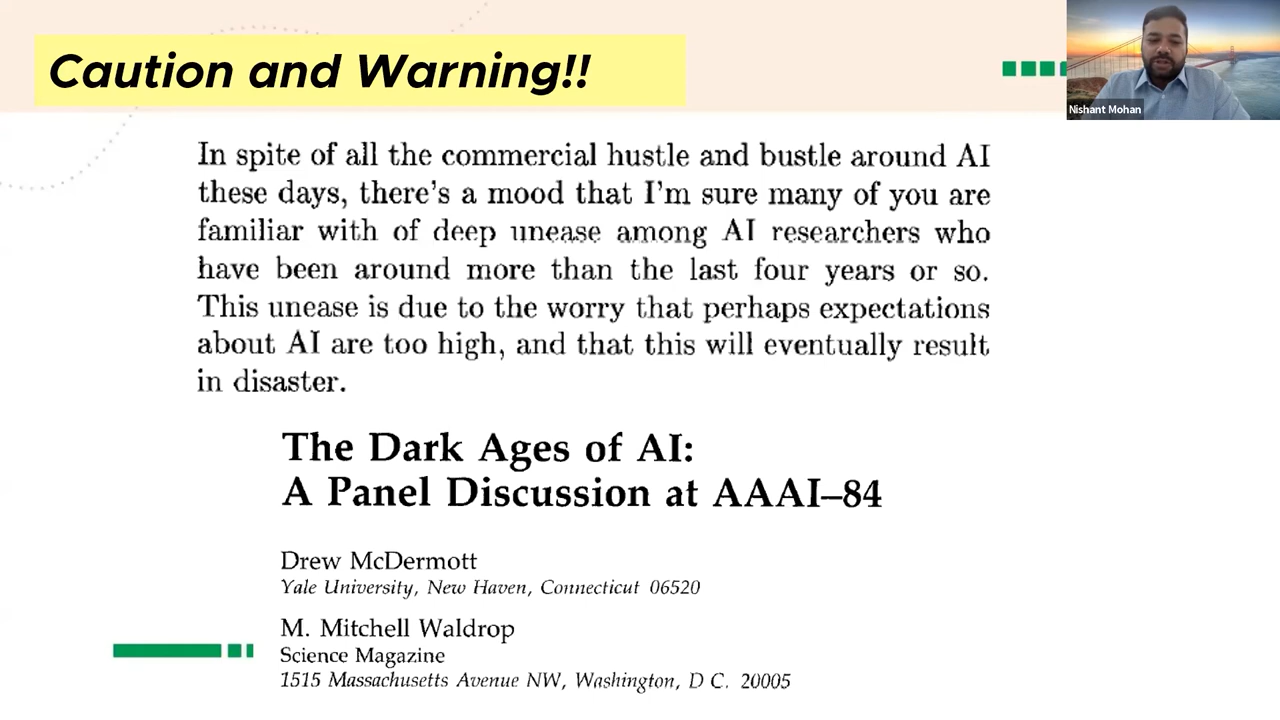 Caution and Warning!!
Nishant Mohan
In spite of all the commercial hustle and bustle around AI
these days, there's a mood that I'm sure many of you are
familiar with of deep unease among AI researchers who
have been around more than the last four years or so.
This unease is due to the worry that perhaps expectations
about AI are too high, and that this will eventually result
in disaster.
The Dark Ages of AI:
A Panel Discussion at AAAI–84
Drew McDermott
Yale University, New Haven, Connecticut 06520
M. Mitchell Waldrop
Science Magazine
1515 Massachusetts Avenue NW, Washington, D C. 20005